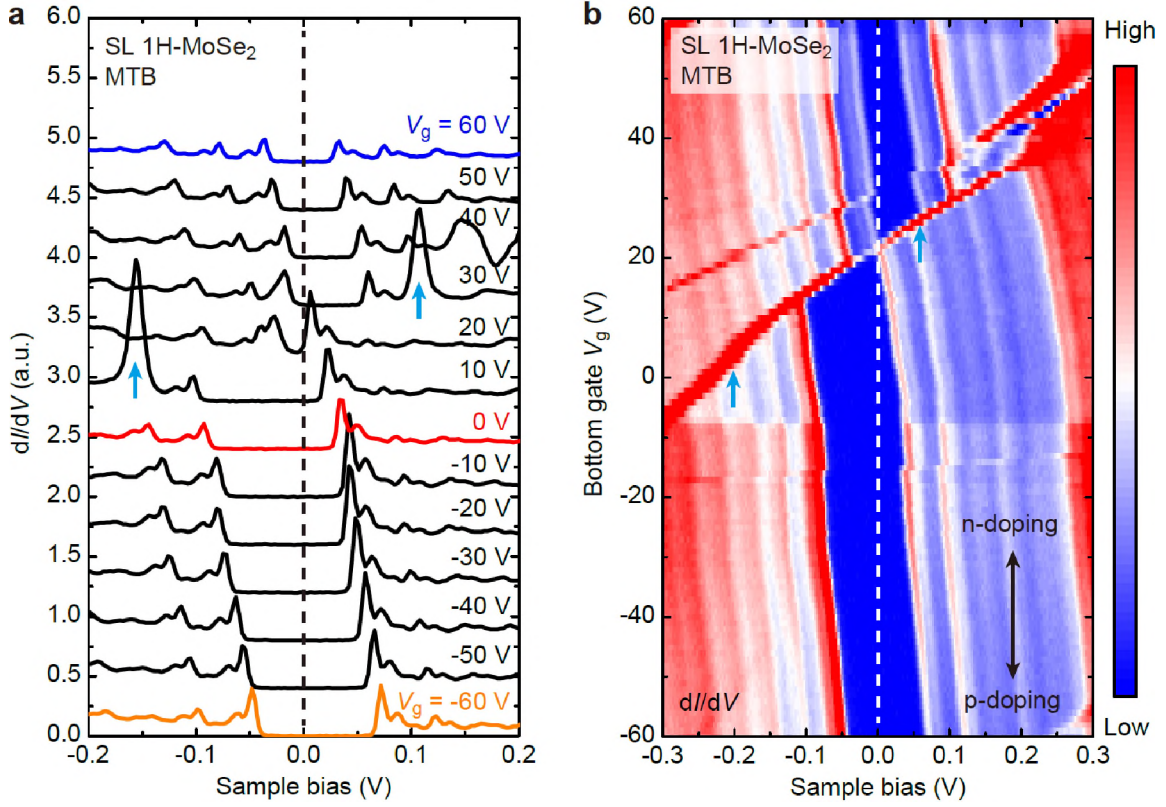 a
SL 1H-MoSe₂
MTB
6.0
5.5
5.0
4.5
4.0
3.5
3.0
2.5
2.0
1.5
1.0
0.5
0.0
dI/dV (a.u.)
Vg = 60 V
50 V
40 V
30 V
20 V
10 V
0 V
-10 V
-20 V
-30 V
-40 V
-50 V
Vg = -60 V
-0.2 -0.1 0.0 0.1 0.2
Sample bias (V)
b
SL 1H-MoSe₂
MTB
60
40
20
0
-20
-40
-60
Bottom gate Vg (V)
n-doping
p-doping
dI/dV
-0.3 -0.2 -0.1 0.0 0.1 0.2 0.3
Sample bias (V)
High
Low